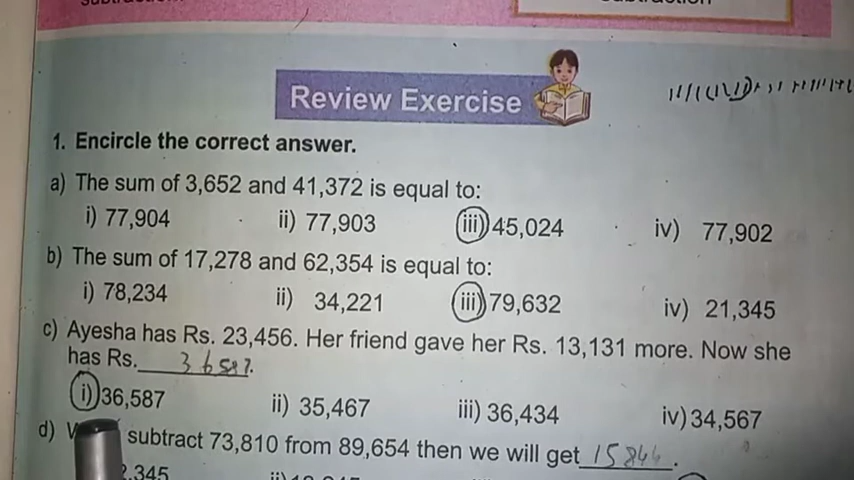 Review Exercise
1. Encircle the correct answer.
a) The sum of 3,652 and 41,372 is equal to:
i) 77,904 ii) 77,903 iii) 45,024 iv) 77,902
b) The sum of 17,278 and 62,354 is equal to:
i) 78,234 ii) 34,221 iii) 79,632 iv) 21,345
c) Ayesha has Rs. 23,456. Her friend gave her Rs. 13,131 more. Now she
has Rs. 36587.
i) 36,587 ii) 35,467 iii) 36,434 iv) 34,567
d) subtract 73,810 from 89,654 then we will get 15844.
2,345